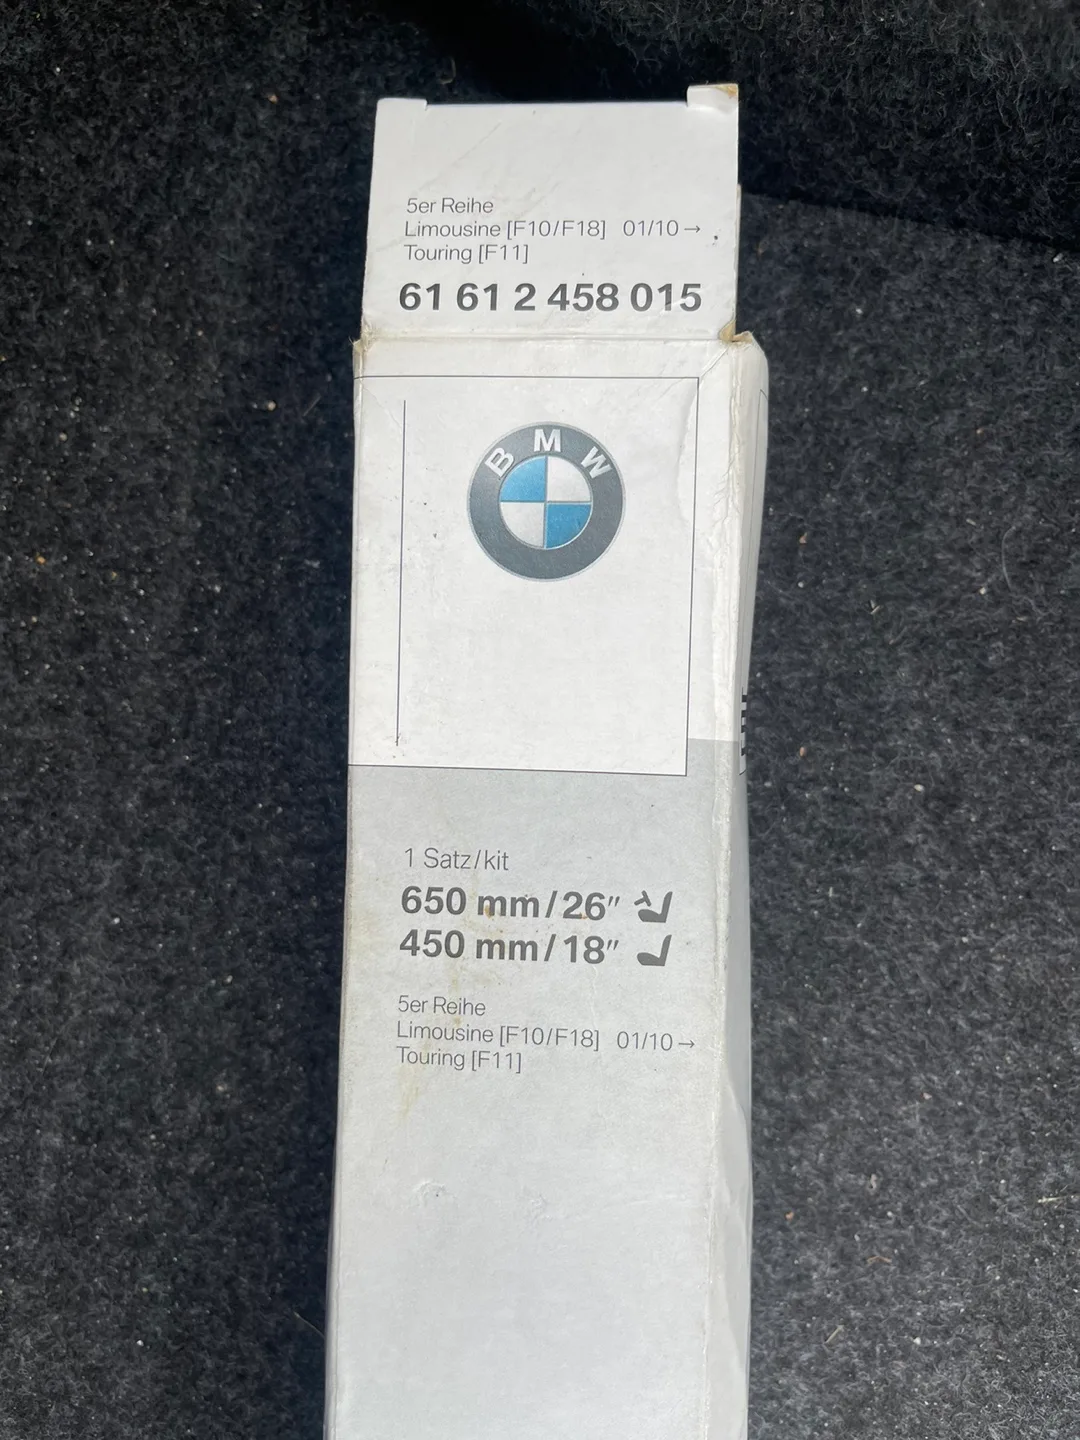 5er Reihe
Limousine [F10/F18] 01/10→
Touring [F11]
61 61 2 458 015
BMW
1 Satz/kit
650 mm/26"
450 mm/18"
5er Reihe
Limousine [F10/F18] 01/10→
Touring [F11]